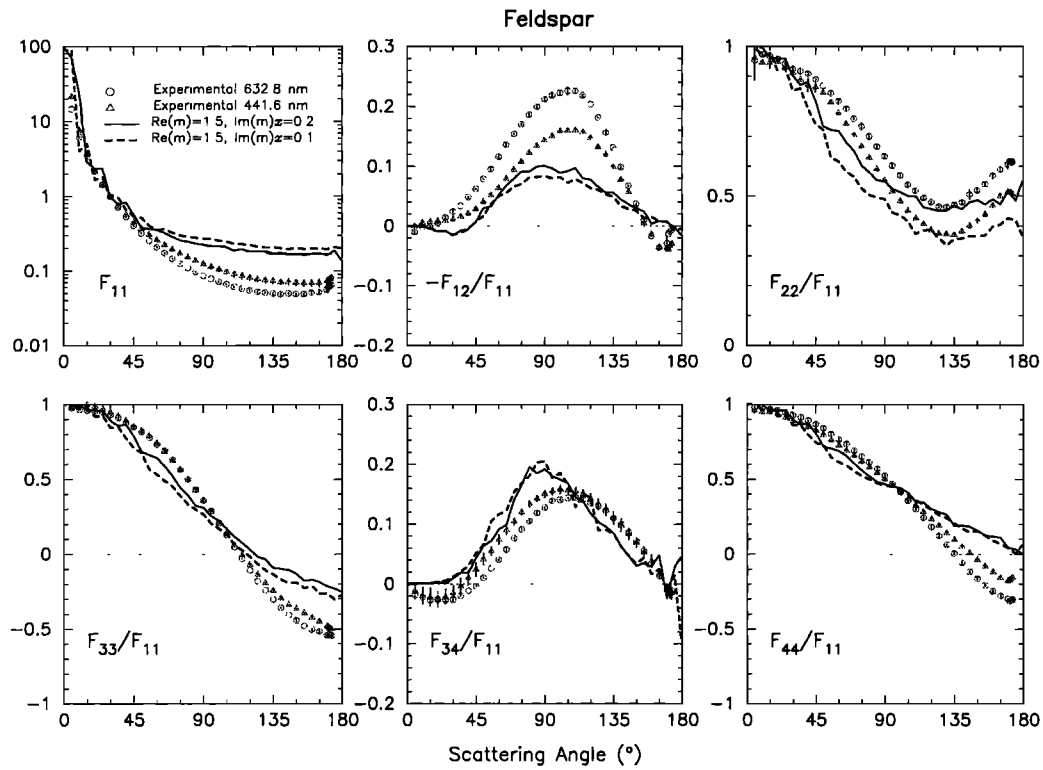 Feldspar
100
10
1
0.1
0.01
Experimental 632.8 nm
Experimental 441.6 nm
Re(m)=1.5, Im(m)x=0.2
Re(m)=1.5, Im(m)x=0.1
F11
0 45 90 135 180
0.3
0.2
0.1
0
-0.1
-0.2
-F12/F11
0 45 90 135 180
1
0.5
0
F22/F11
0 45 90 135 180
1
0.5
0
-0.5
-1
F33/F11
0 45 90 135 180
0.3
0.2
0.1
0
-0.1
-0.2
F34/F11
0 45 90 135 180
1
0.5
0
-0.5
-1
F44/F11
0 45 90 135 180
Scattering Angle (°)